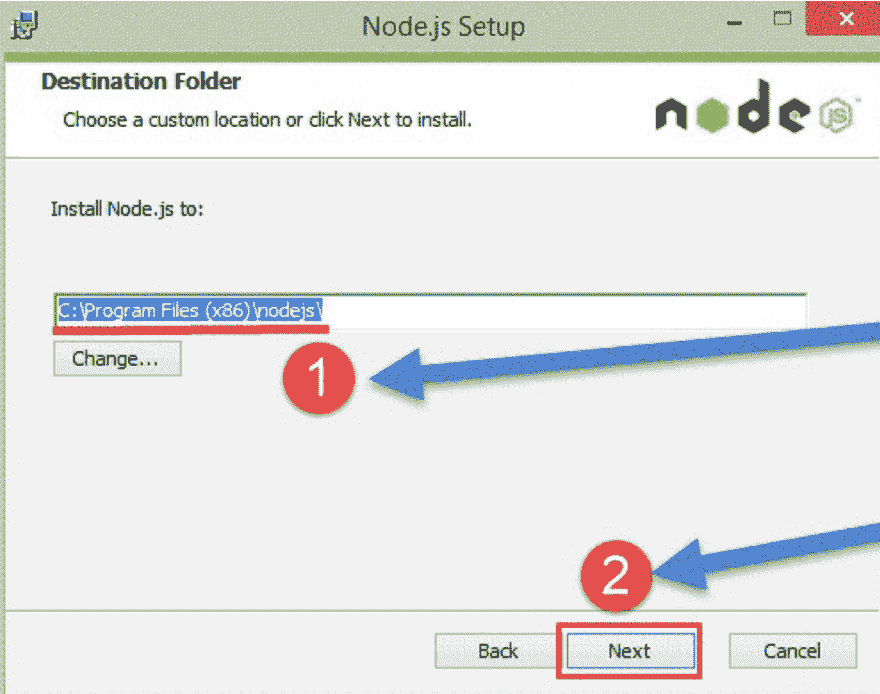 Node.js Setup
Destination Folder
Choose a custom location or click Next to install.
node
JS
Install Node.js to:
C:\Program Files (x86)\nodejs\
Change...
1
2
Back
Next
Cancel